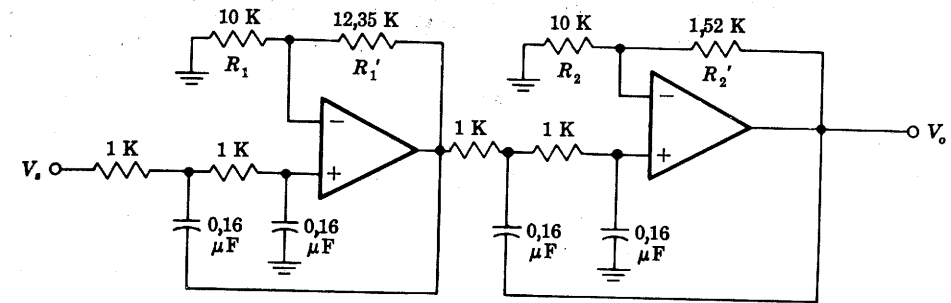 10 K
12,35 K
R₁
R₁'
10 K
1,52 K
R₂
R₂'
−
+
−
+
Vₛ
1 K
1 K
1 K
1 K
Vₒ
0,16
μF
0,16
μF
0,16
μF
0,16
μF